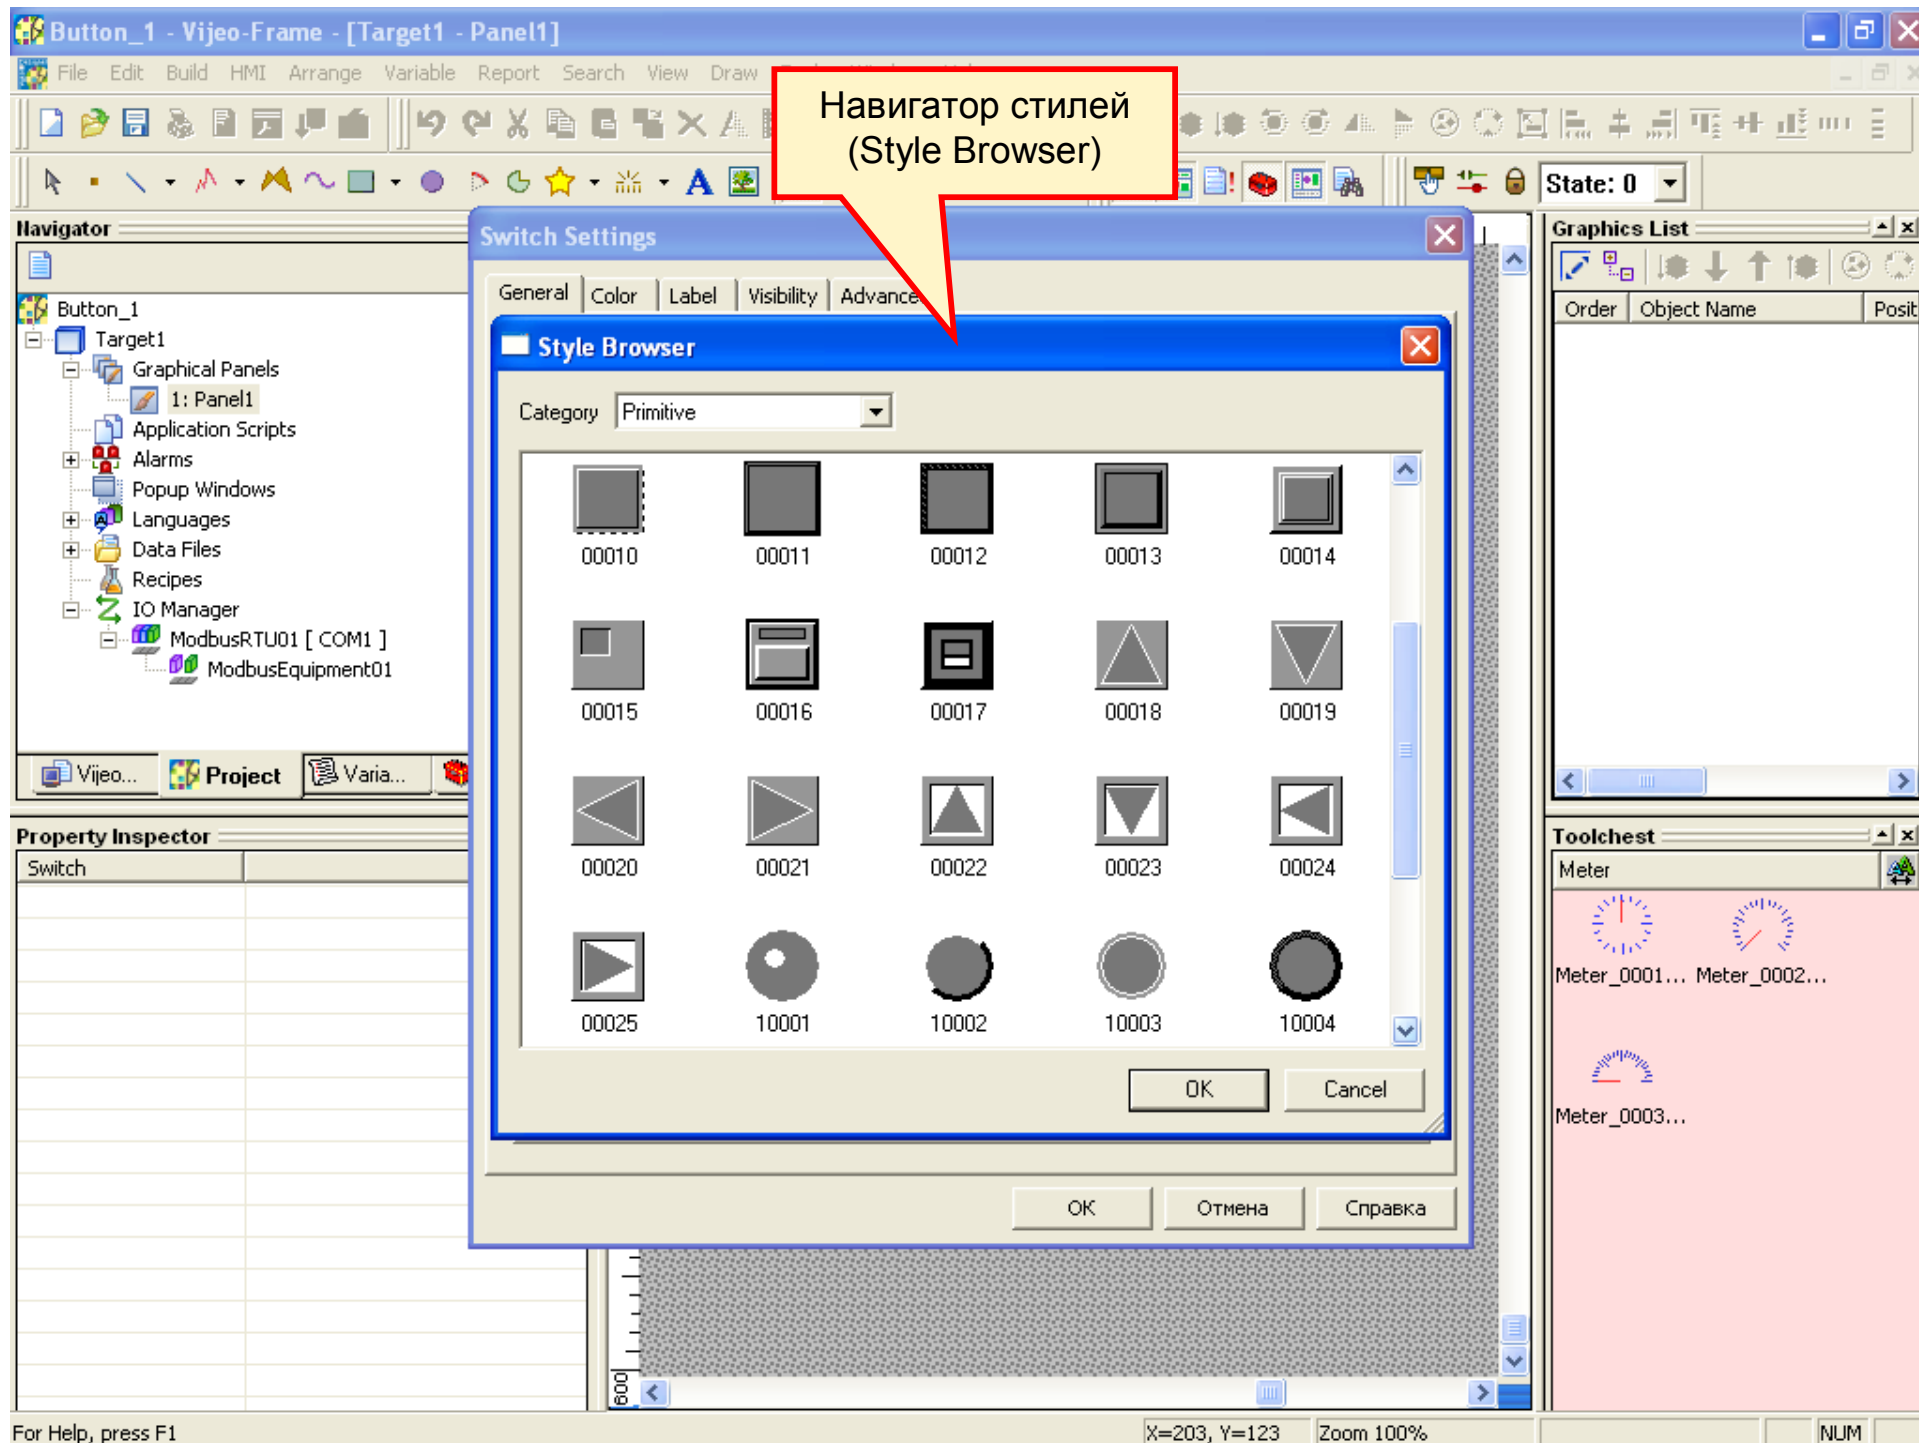 Button_1 - Vijeo-Frame - [Target1 - Panel1]
File Edit Build HMI Arrange Variable Report Search View Draw
Навигатор стилей
(Style Browser)
State: 0
Navigator
Button_1
Target1
Graphical Panels
1: Panel1
Application Scripts
Alarms
Popup Windows
Languages
Data Files
Recipes
IO Manager
ModbusRTU01 [ COM1 ]
ModbusEquipment01
Vijeo... Project Varia...
Property Inspector
Switch
Switch Settings
General Color Label Visibility Advance
Style Browser
Category Primitive
00010 00011 00012 00013 00014
00015 00016 00017 00018 00019
00020 00021 00022 00023 00024
00025 10001 10002 10003 10004
OK Cancel
ОК Отмена Справка
600
Graphics List
Order Object Name Posit
Toolchest
Meter
Meter_0001... Meter_0002...
Meter_0003...
For Help, press F1 X=203, Y=123 Zoom 100% NUM